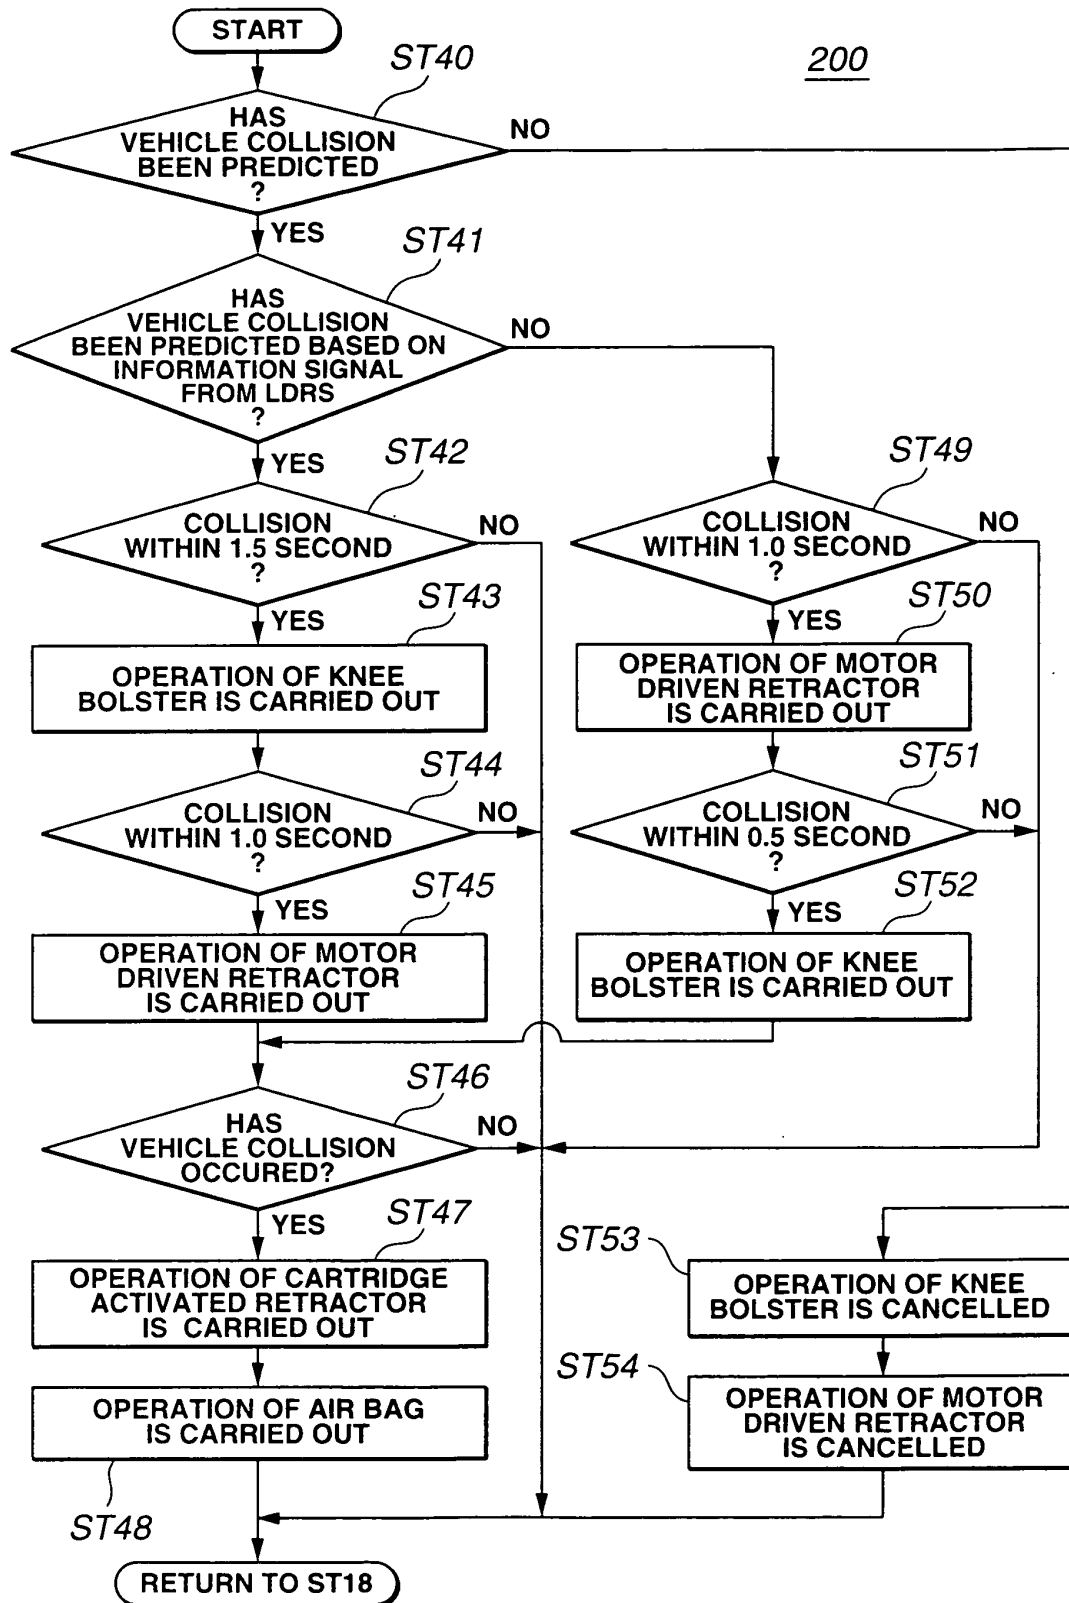 START
ST40
200
HAS
VEHICLE COLLISION
BEEN PREDICTED
?
NO
YES
ST41
HAS
VEHICLE COLLISION
BEEN PREDICTED BASED ON
INFORMATION SIGNAL
FROM LDRS
?
NO
YES
ST42
COLLISION
WITHIN 1.5 SECOND
?
NO
YES
ST43
OPERATION OF KNEE
BOLSTER IS CARRIED OUT
ST44
COLLISION
WITHIN 1.0 SECOND
?
NO
YES
ST45
OPERATION OF MOTOR
DRIVEN RETRACTOR
IS CARRIED OUT
ST49
COLLISION
WITHIN 1.0 SECOND
?
NO
YES
ST50
OPERATION OF MOTOR
DRIVEN RETRACTOR
IS CARRIED OUT
ST51
COLLISION
WITHIN 0.5 SECOND
?
NO
YES
ST52
OPERATION OF KNEE
BOLSTER IS CARRIED OUT
ST46
HAS
VEHICLE COLLISION
OCCURED?
NO
YES
ST47
OPERATION OF CARTRIDGE
ACTIVATED RETRACTOR
IS CARRIED OUT
OPERATION OF AIR BAG
IS CARRIED OUT
ST48
ST53
OPERATION OF KNEE
BOLSTER IS CANCELLED
ST54
OPERATION OF MOTOR
DRIVEN RETRACTOR
IS CANCELLED
RETURN TO ST18